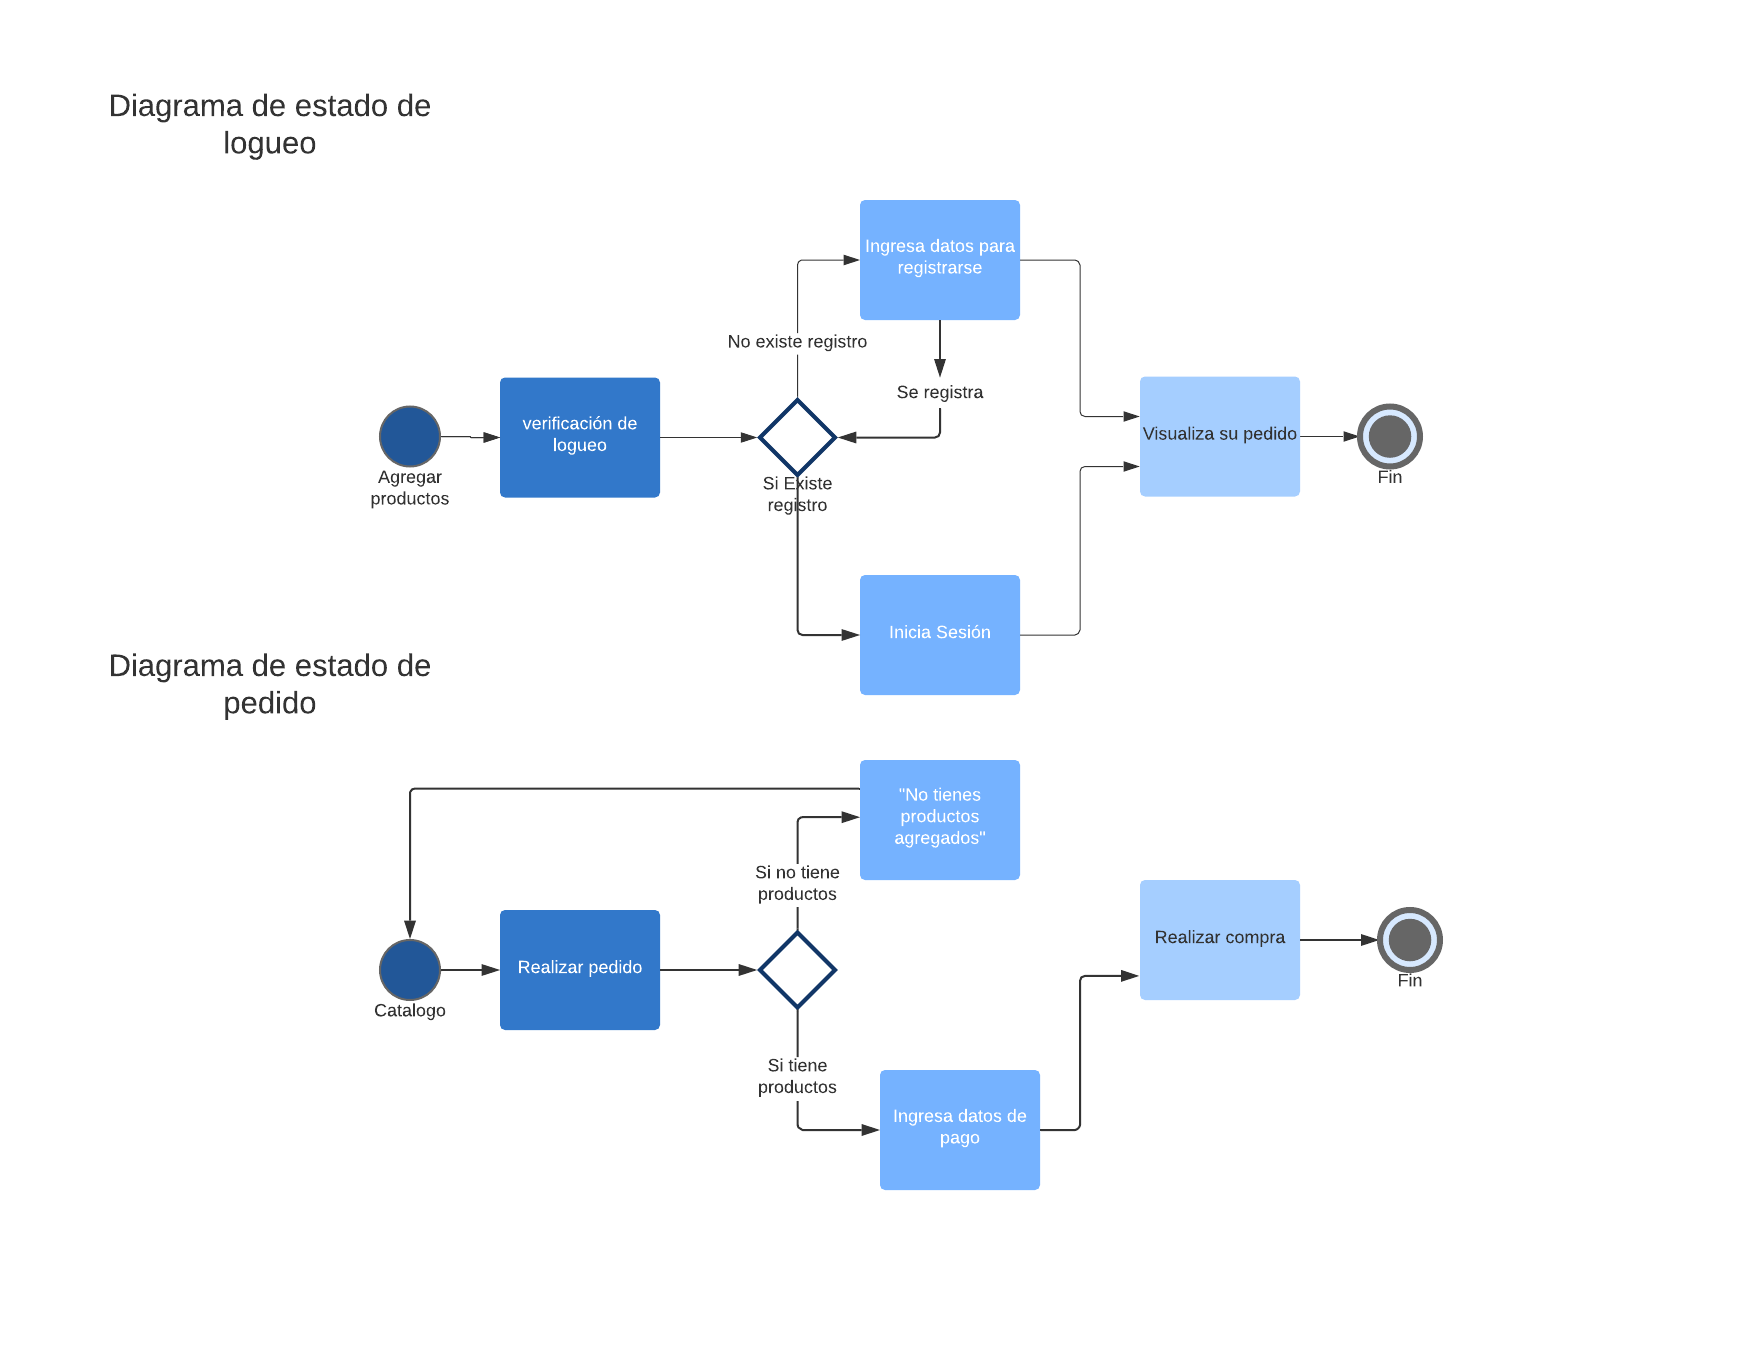 Diagrama de estado de
logueo
Ingresa datos para
registrarse
No existe registro
Se registra
verificación de
logueo
Visualiza su pedido
Agregar
productos
Si Existe
registro
Fin
Inicia Sesión
Diagrama de estado de
pedido
"No tienes
productos
agregados"
Si no tiene
productos
Realizar pedido
Realizar compra
Catalogo
Fin
Si tiene
productos
Ingresa datos de
pago